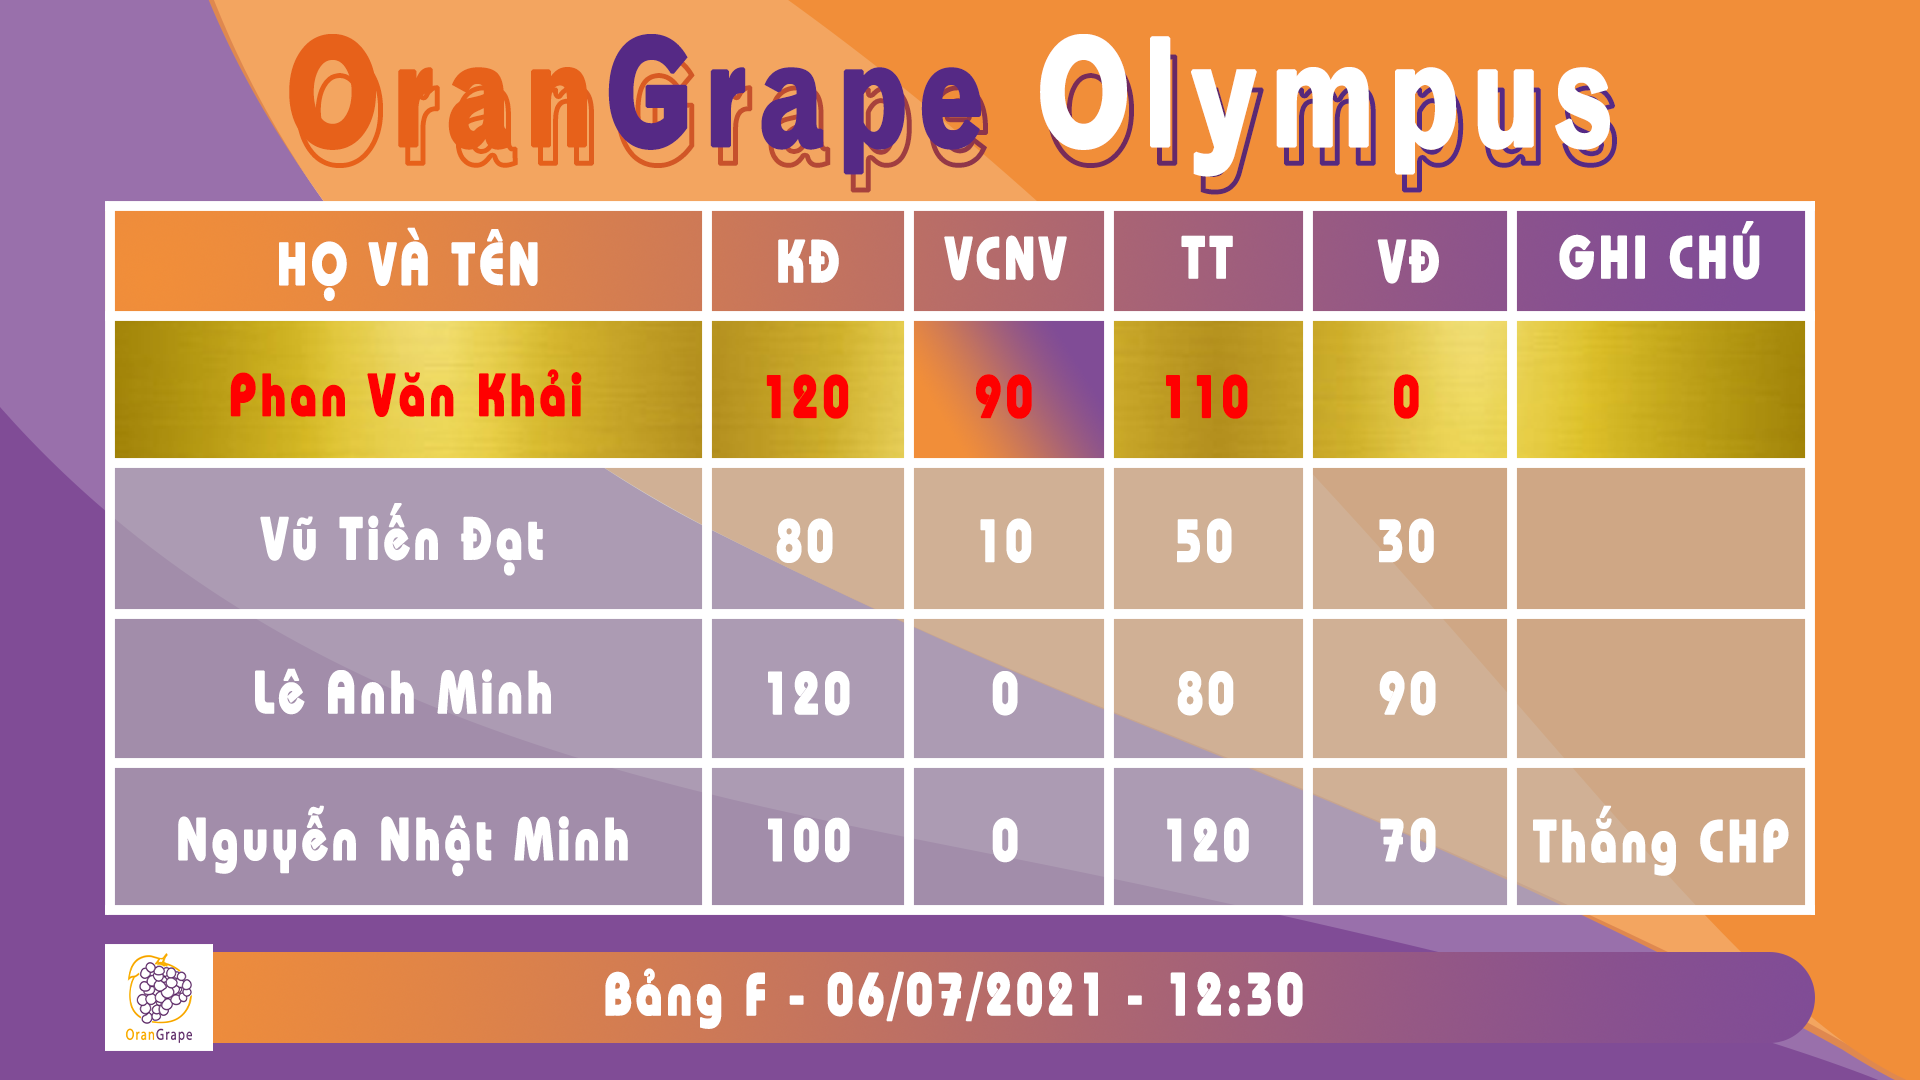 OranGrape Olympus
HỌ VÀ TÊN KĐ VCNV TT VĐ GHI CHÚ
Phan Văn Khải 120 90 110 0
Vũ Tiến Đạt 80 10 50 30
Lê Anh Minh 120 0 80 90
Nguyễn Nhật Minh 100 0 120 70 Thắng CHP
Bảng F - 06/07/2021 - 12:30
OranGrape